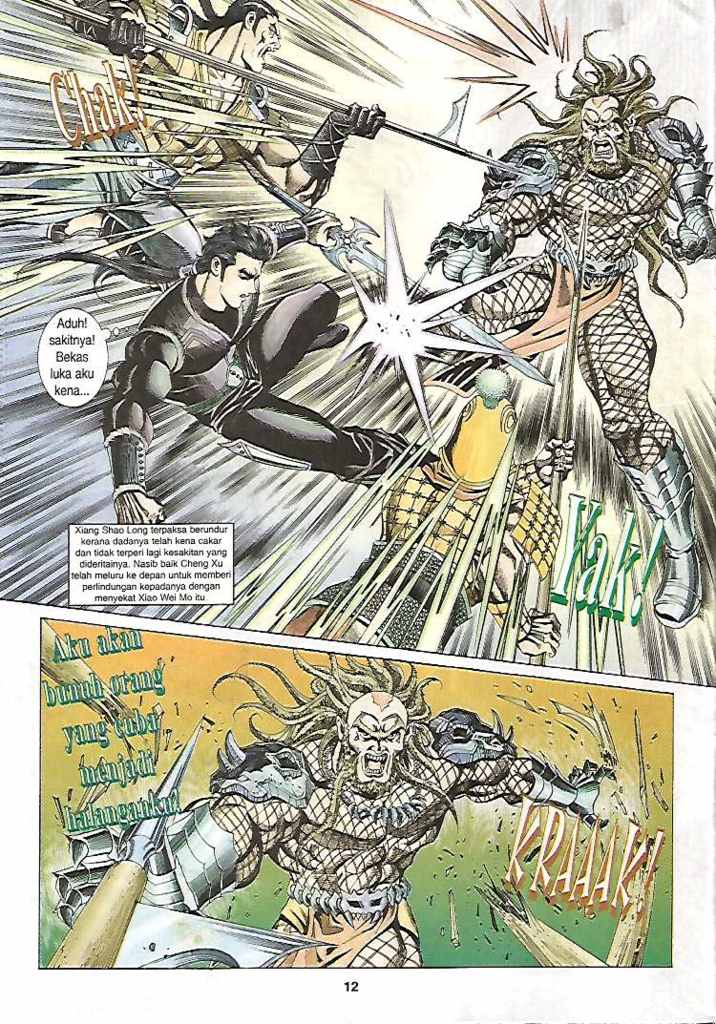 Chak!
Aduh!
sakitnya!
Bekas
luka aku
kena...
Xiang Shao Long terpaksa berundur
kerana dadanya telah kena cakar
dan tidak terperi lagi kesakitan yang
dideritainya. Nasib baik Cheng Xu
telah meluru ke depan untuk memberi
perlindungan kepadanya dengan
menyekat Xiao Wei Mo itu
Yak!
Aku akan
bunuh orang
yang cuba
menjadi
halanganku!
KRAAAK!
12